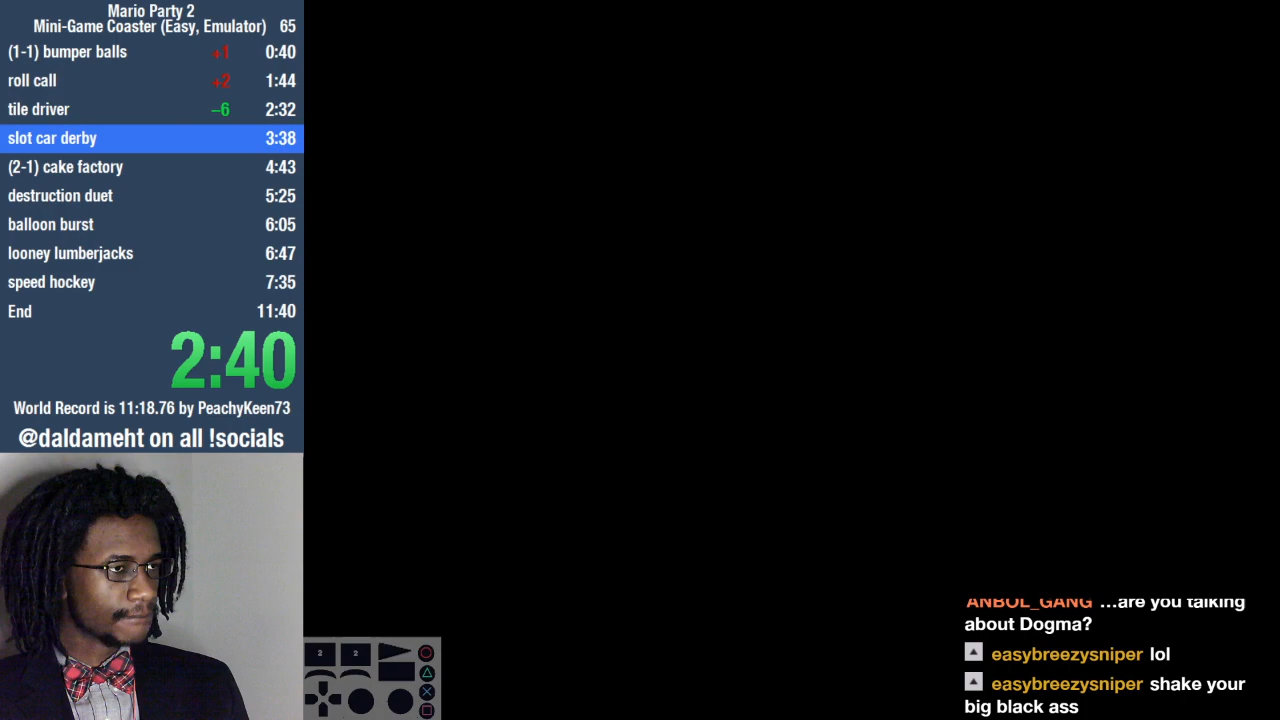 Mario Party 2
Mini-Game Coaster (Easy, Emulator) 65
(1-1) bumper balls +1 0:40
roll call +2 1:44
tile driver −6 2:32
slot car derby 3:38
(2-1) cake factory 4:43
destruction duet 5:25
balloon burst 6:05
looney lumberjacks 6:47
speed hockey 7:35
End 11:40
2:40
World Record is 11:18.76 by PeachyKeen73
@daldameht on all !socials
2 2
ANBOL_GANG ...are you talking
about Dogma?
easybreezysniper lol
easybreezysniper shake your
big black ass